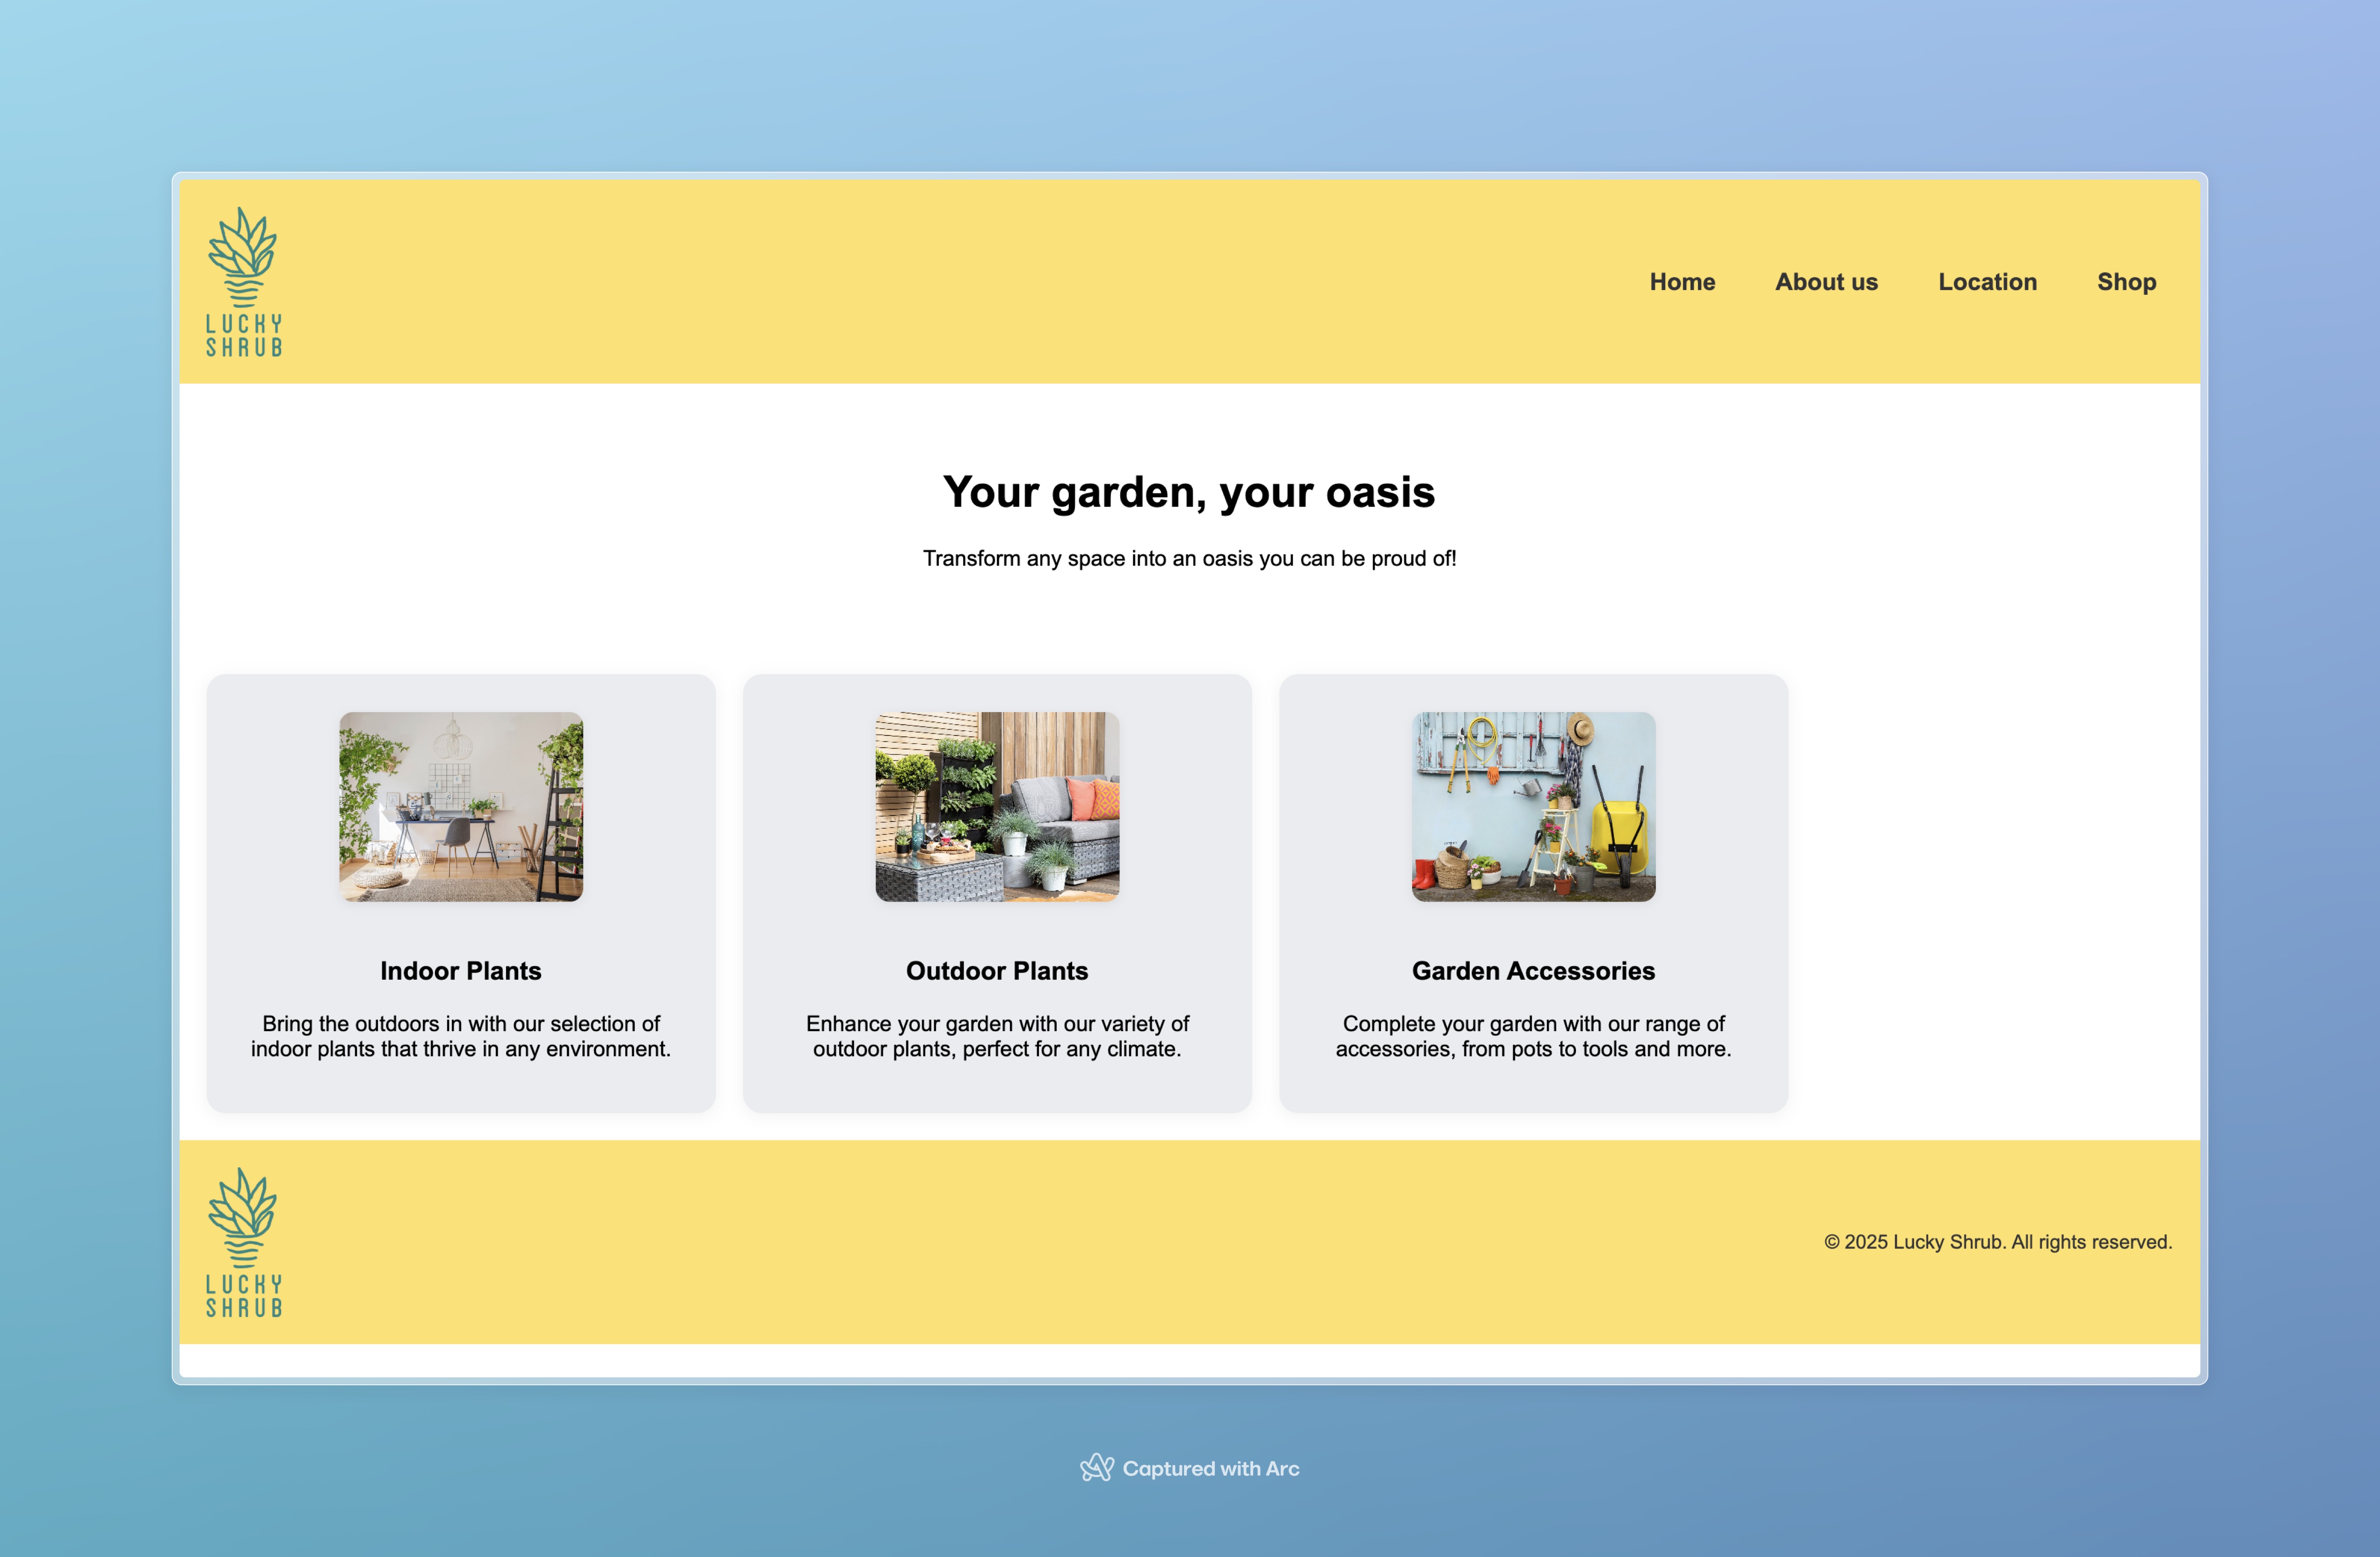 LUCKY
SHRUB
Home About us Location Shop
Your garden, your oasis
Transform any space into an oasis you can be proud of!
Indoor Plants
Bring the outdoors in with our selection of
indoor plants that thrive in any environment.
Outdoor Plants
Enhance your garden with our variety of
outdoor plants, perfect for any climate.
Garden Accessories
Complete your garden with our range of
accessories, from pots to tools and more.
LUCKY
SHRUB
© 2025 Lucky Shrub. All rights reserved.
Captured with Arc